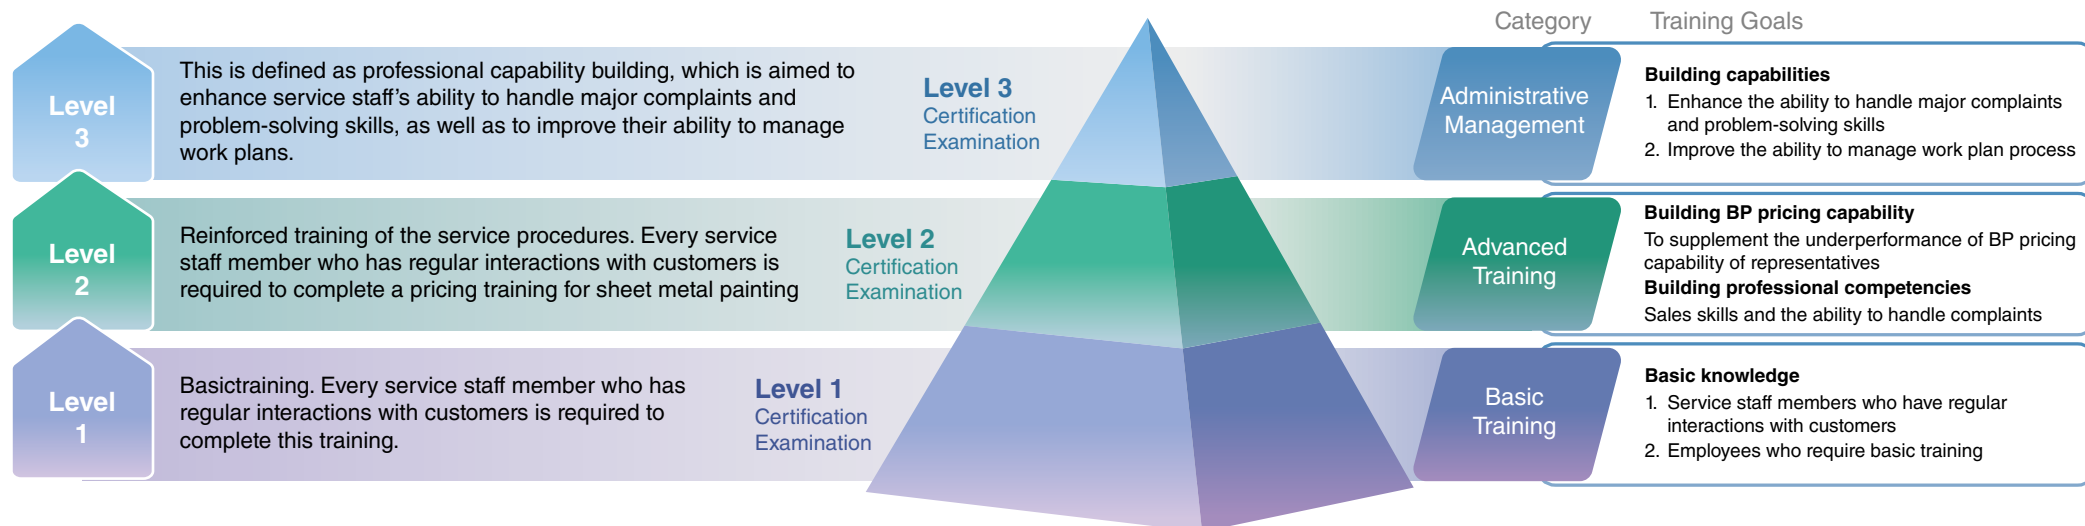 Category
Training Goals
Level
3
This is defined as professional capability building, which is aimed to
enhance service staff's ability to handle major complaints and
problem-solving skills, as well as to improve their ability to manage
work plans.
Level 3
Certification
Examination
Administrative
Management
Building capabilities
1. Enhance the ability to handle major complaints
and problem-solving skills
2. Improve the ability to manage work plan process
Level
2
Reinforced training of the service procedures. Every service
staff member who has regular interactions with customers is
required to complete a pricing training for sheet metal painting
Level 2
Certification
Examination
Advanced
Training
Building BP pricing capability
To supplement the underperformance of BP pricing
capability of representatives
Building professional competencies
Sales skills and the ability to handle complaints
Level
1
Basictraining. Every service staff member who has
regular interactions with customers is required to
complete this training.
Level 1
Certification
Examination
Basic
Training
Basic knowledge
1. Service staff members who have regular
interactions with customers
2. Employees who require basic training